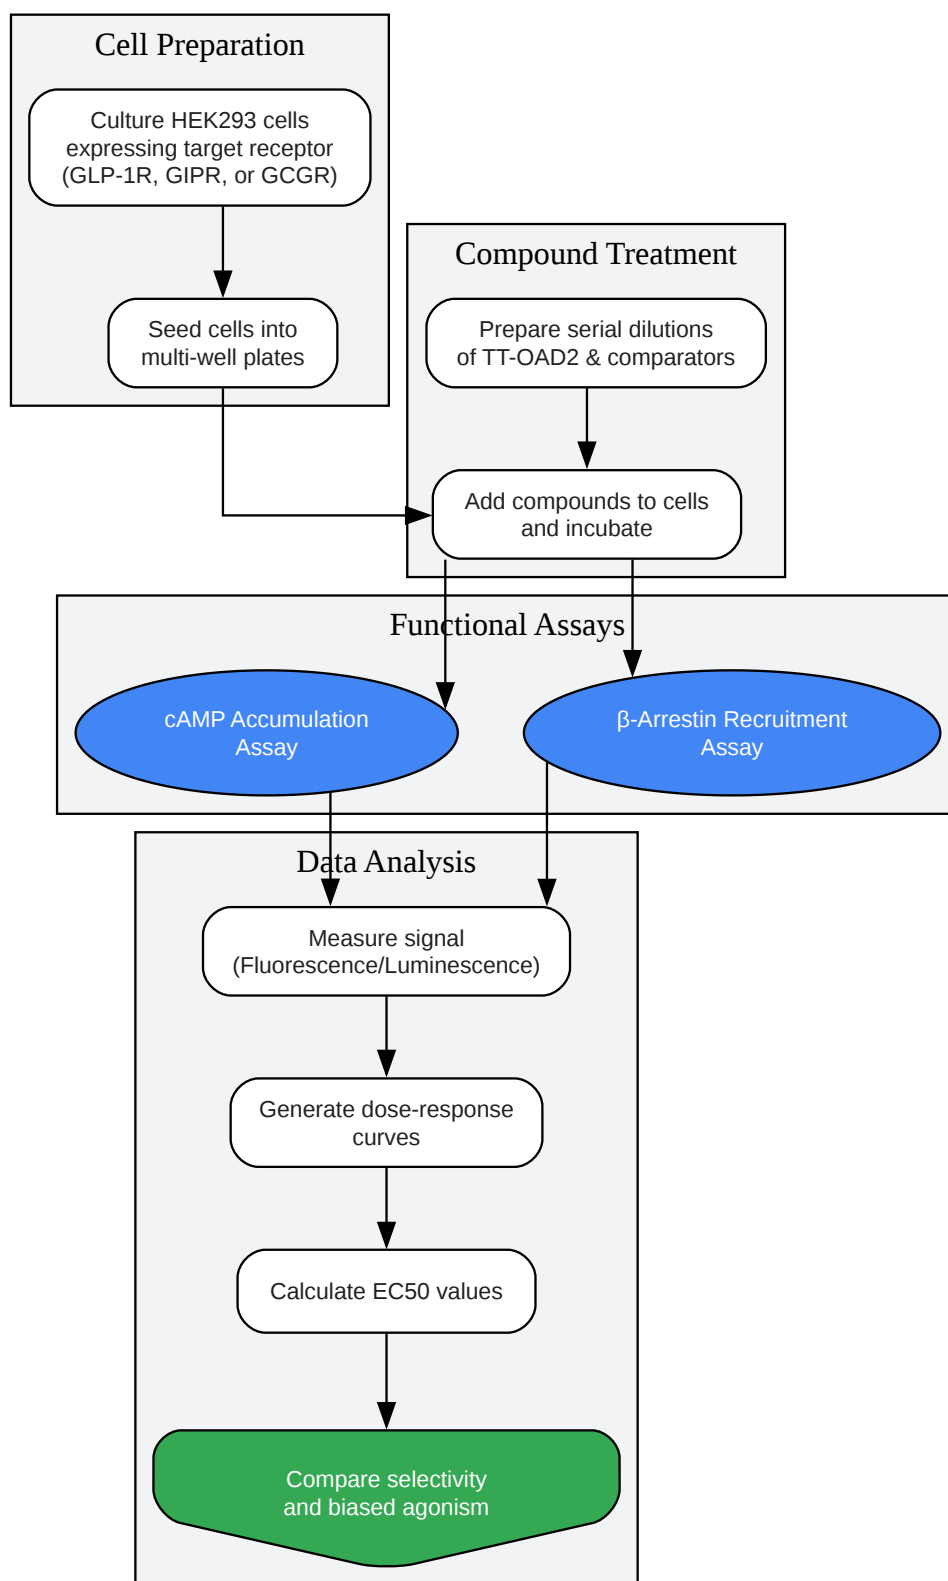 Cell Preparation
Culture HEK293 cells
expressing target receptor
(GLP-1R, GIPR, or GCGR)
Seed cells into
multi-well plates
Compound Treatment
Prepare serial dilutions
of TT-OAD2 & comparators
Add compounds to cells
and incubate
Functional Assays
cAMP Accumulation
Assay
β-Arrestin Recruitment
Assay
Data Analysis
Measure signal
(Fluorescence/Luminescence)
Generate dose-response
curves
Calculate EC50 values
Compare selectivity
and biased agonism